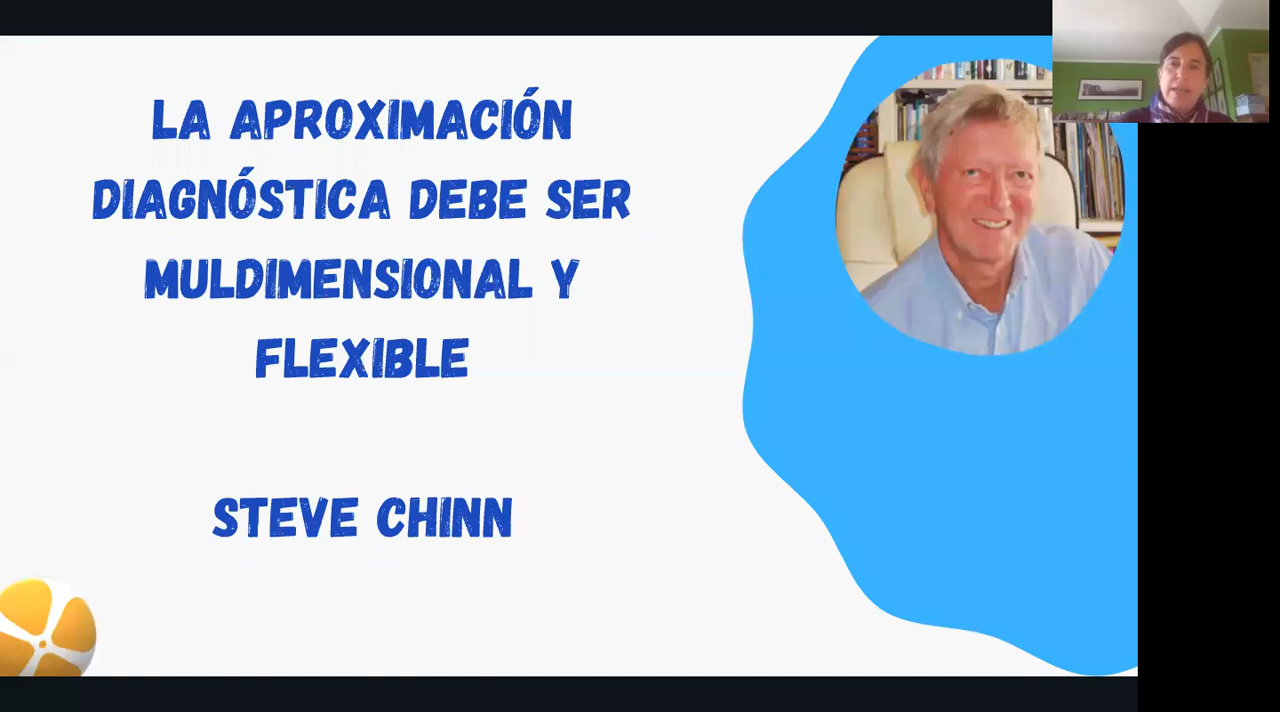 LA APROXIMACIÓN
DIAGNÓSTICA DEBE SER
MULDIMENSIONAL Y
FLEXIBLE
STEVE CHINN